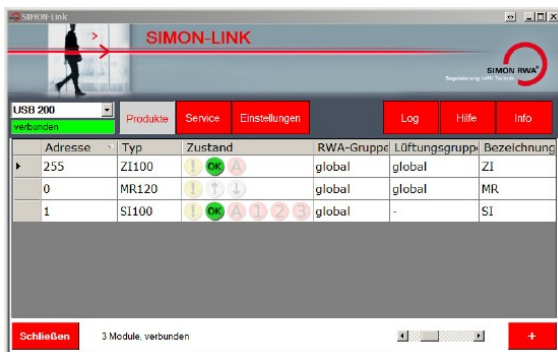 SIMON-Link
SIMON-LINK
SIMON RWA®
USB 200
verbunden
Produkte
Service
Einstellungen
Log
Hilfe
Info
Adresse Typ Zustand RWA-Gruppe Lüftungsgruppe Bezeichnung
255 ZI100 ! OK A global global ZI
0 MR120 ! ↑ ↓ global global MR
1 SI100 ! OK A 1 2 3 global - SI
Schließen
3 Module, verbunden
+